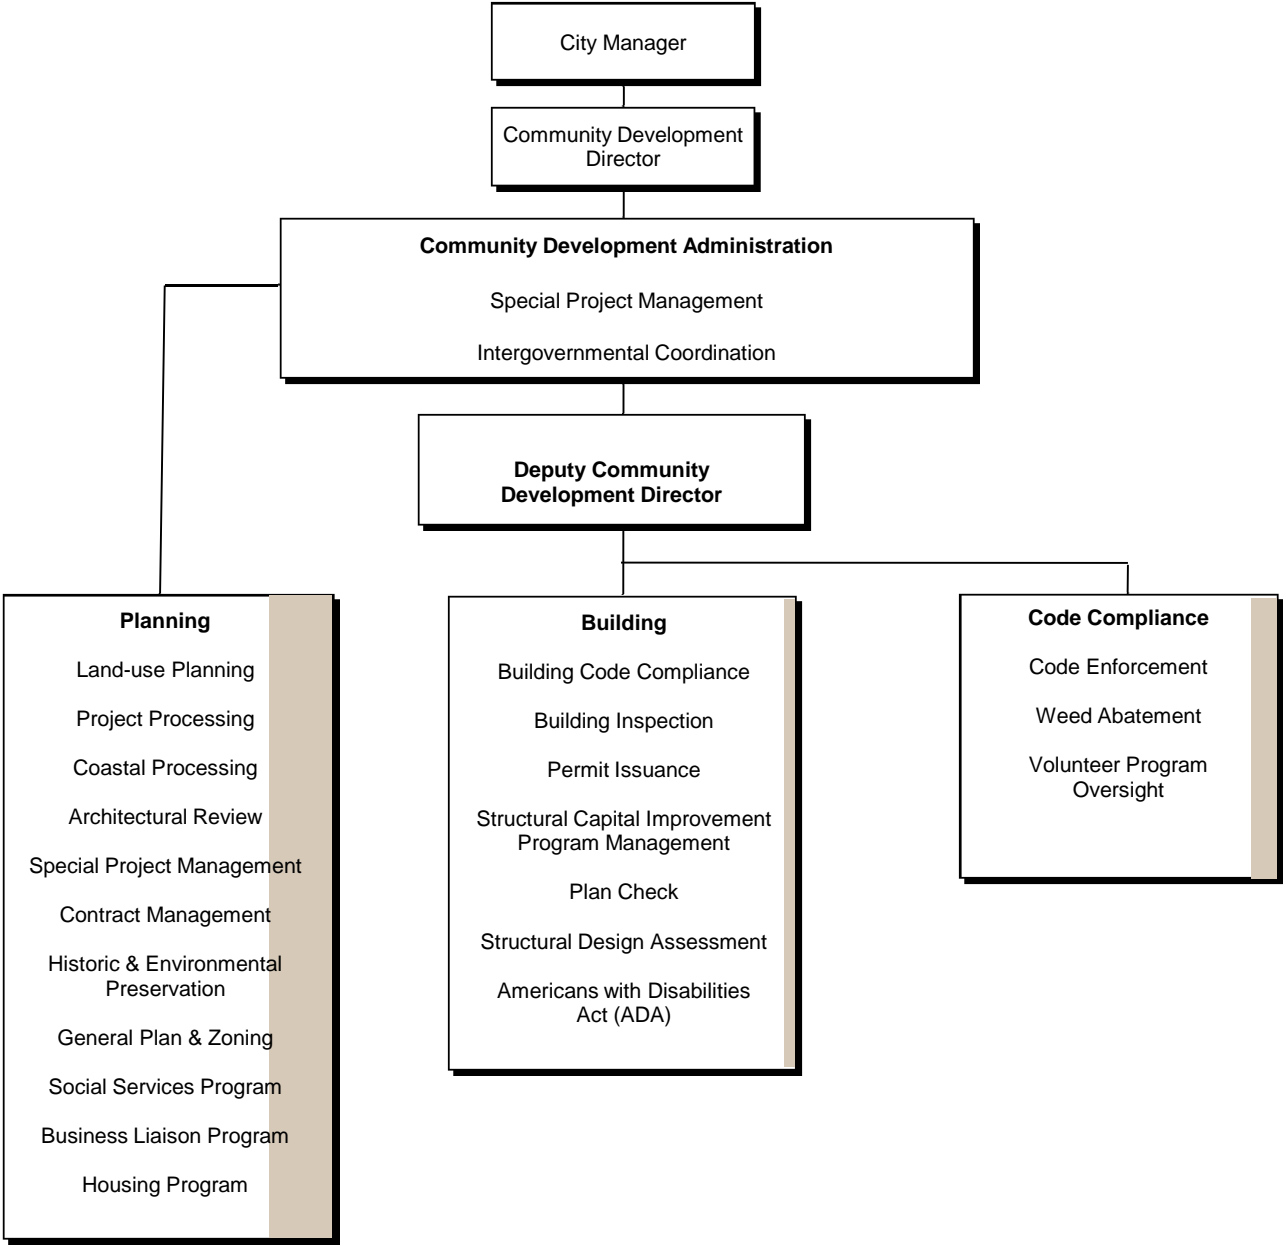 City Manager
Community Development
Director
Community Development Administration
Special Project Management
Intergovernmental Coordination
Deputy Community
Development Director
Planning
Land-use Planning
Project Processing
Coastal Processing
Architectural Review
Special Project Management
Contract Management
Historic & Environmental
Preservation
General Plan & Zoning
Social Services Program
Business Liaison Program
Housing Program
Building
Building Code Compliance
Building Inspection
Permit Issuance
Structural Capital Improvement
Program Management
Plan Check
Structural Design Assessment
Americans with Disabilities
Act (ADA)
Code Compliance
Code Enforcement
Weed Abatement
Volunteer Program
Oversight